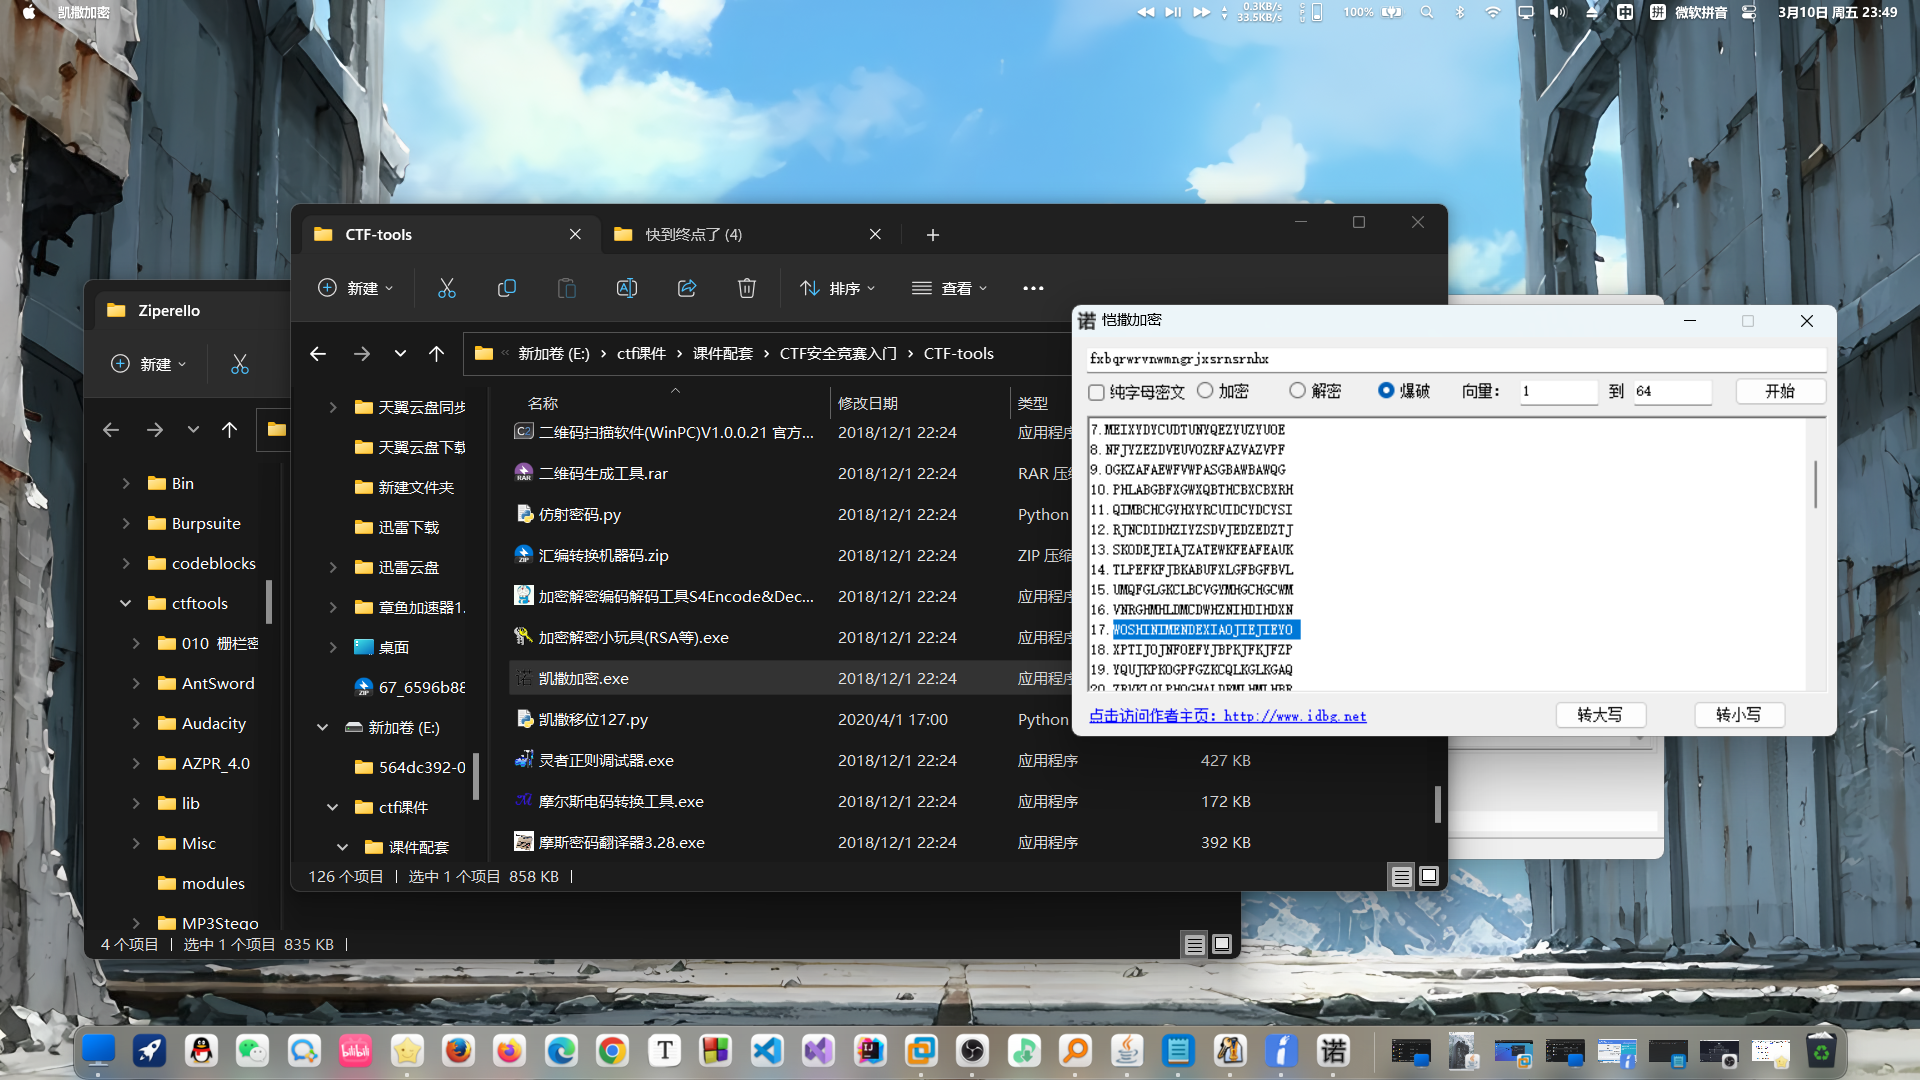 凯撒加密
0.3KB/s
33.5KB/s
CPU
100%
中
拼
微软拼音
3月10日 周五 23:49
CTF-tools
快到终点了 (4)
新建
排序
查看
新加卷 (E:) › ctf课件 › 课件配套 › CTF安全竞赛入门 › CTF-tools
Ziperello
新建
Bin
Burpsuite
codeblocks
ctftools
010 栅栏密
AntSword
Audacity
AZPR_4.0
lib
Misc
modules
MP3Stego
4 个项目
选中 1 个项目 835 KB
天翼云盘同步
天翼云盘下载
新建文件夹
迅雷下载
迅雷云盘
章鱼加速器1.
桌面
67_6596b88
新加卷 (E:)
564dc392-0
ctf课件
课件配套
名称 修改日期 类型
二维码扫描软件(WinPC)V1.0.0.21 官方... 2018/12/1 22:24 应用程序
二维码生成工具.rar 2018/12/1 22:24 RAR 压缩
仿射密码.py 2018/12/1 22:24 Python
汇编转换机器码.zip 2018/12/1 22:24 ZIP 压缩
加密解密编码解码工具S4Encode&Dec... 2018/12/1 22:24 应用程序
加密解密小玩具(RSA等).exe 2018/12/1 22:24 应用程序
凯撒加密.exe 2018/12/1 22:24 应用程序
凯撒移位127.py 2020/4/1 17:00 Python
灵者正则调试器.exe 2018/12/1 22:24 应用程序 427 KB
摩尔斯电码转换工具.exe 2018/12/1 22:24 应用程序 172 KB
摩斯密码翻译器3.28.exe 2018/12/1 22:24 应用程序 392 KB
126 个项目
选中 1 个项目 858 KB
诺 恺撒加密
fxbqrwrvnwmngrjxsrnsrnhx
纯字母密文 加密 解密 爆破 向量： 1 到 64 开始
7.MEIXYDYCUDTUNYQEZYUZYUOE
8.NFJYZEZDVEUVOZRFAZVAZVPF
9.OGKZAFAEWFVWPASGBAWBAWQG
10.PHLABGBFXGWXQBTHCBXCBXRH
11.QIMBCHCGYHXYRCUIDCYDCYSI
12.RJNCDIDHZIYZSDVJEDZEDZTJ
13.SKODEJEIAJZATEWKFEAFEAUK
14.TLPEFKFJBKABUFXLGFBGFBVL
15.UMQFGLGKCLBCVGYMHGCHGCWM
16.VNRGHMHLDMCDWHZNIHDIHDXN
17.WOSHINIMENDEXIAOJIEJIEYO
18.XPTIJOJNFOEFYJBPKJFKJFZP
19.YQUJKPKOGPFGZKCQLKGLKGAQ
20.ZRVKLQLPHQGHALDRMLHMLHBR
点击访问作者主页：http://www.idbg.net
转大写
转小写
bilibili
T
诺